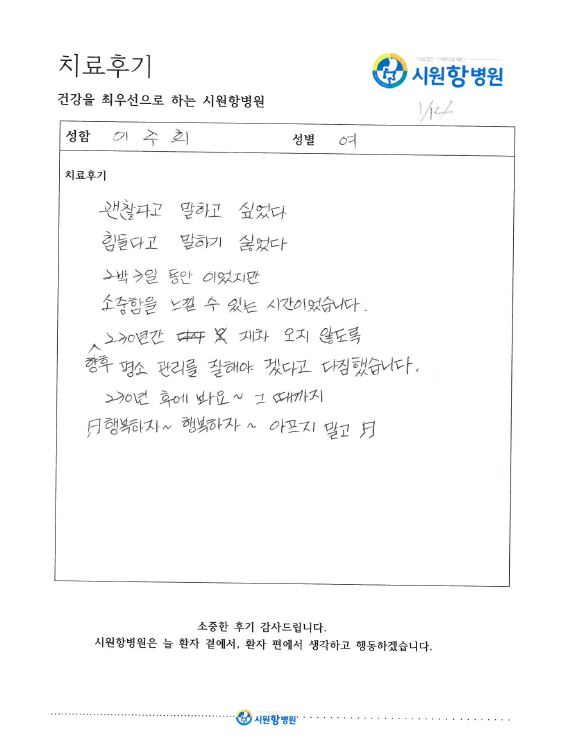 치료후기
시원항병원
건강을 최우선으로 하는 시원항병원
1/14
성함 이주희 성별 여
치료후기
괜찮다고 말하고 싶었다
힘들다고 말하기 싫었다
2박3일 동안 이었지만
소중함을 느낄 수 있는 시간이었습니다.
향후 230년간 재차 오지 않도록
평소 관리를 잘해야 겠다고 다짐했습니다.
230년 후에 봐요~ 그 때까지
♬행복하자~ 행복하자~ 아프지 말고♬
소중한 후기 감사드립니다.
시원항병원은 늘 환자 곁에서, 환자 편에서 생각하고 행동하겠습니다.
시원항병원